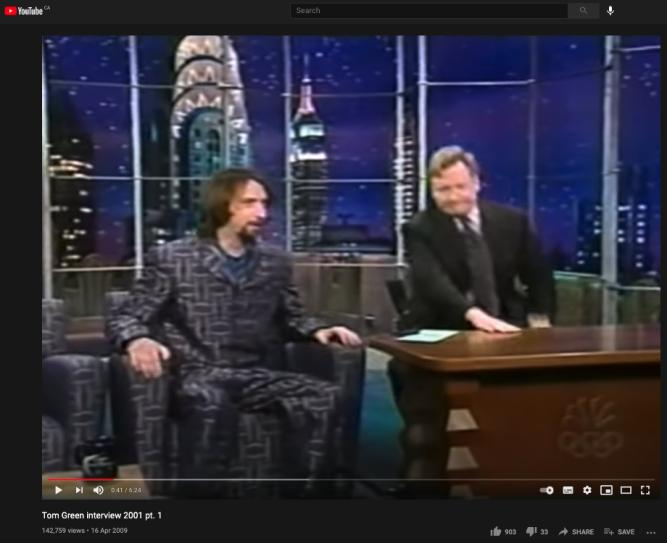 YouTube CA
Search
0:41 / 6:24
Tom Green interview 2001 pt. 1
142,759 views • 16 Apr 2009
903
33
SHARE
SAVE